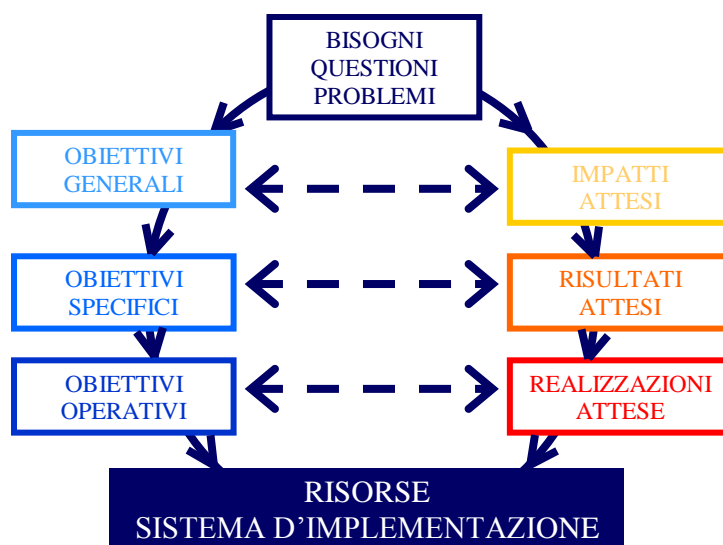 BISOGNI
QUESTIONI
PROBLEMI
OBIETTIVI
GENERALI
IMPATTI
ATTESI
OBIETTIVI
SPECIFICI
RISULTATI
ATTESI
OBIETTIVI
OPERATIVI
REALIZZAZIONI
ATTESE
RISORSE
SISTEMA D’IMPLEMENTAZIONE